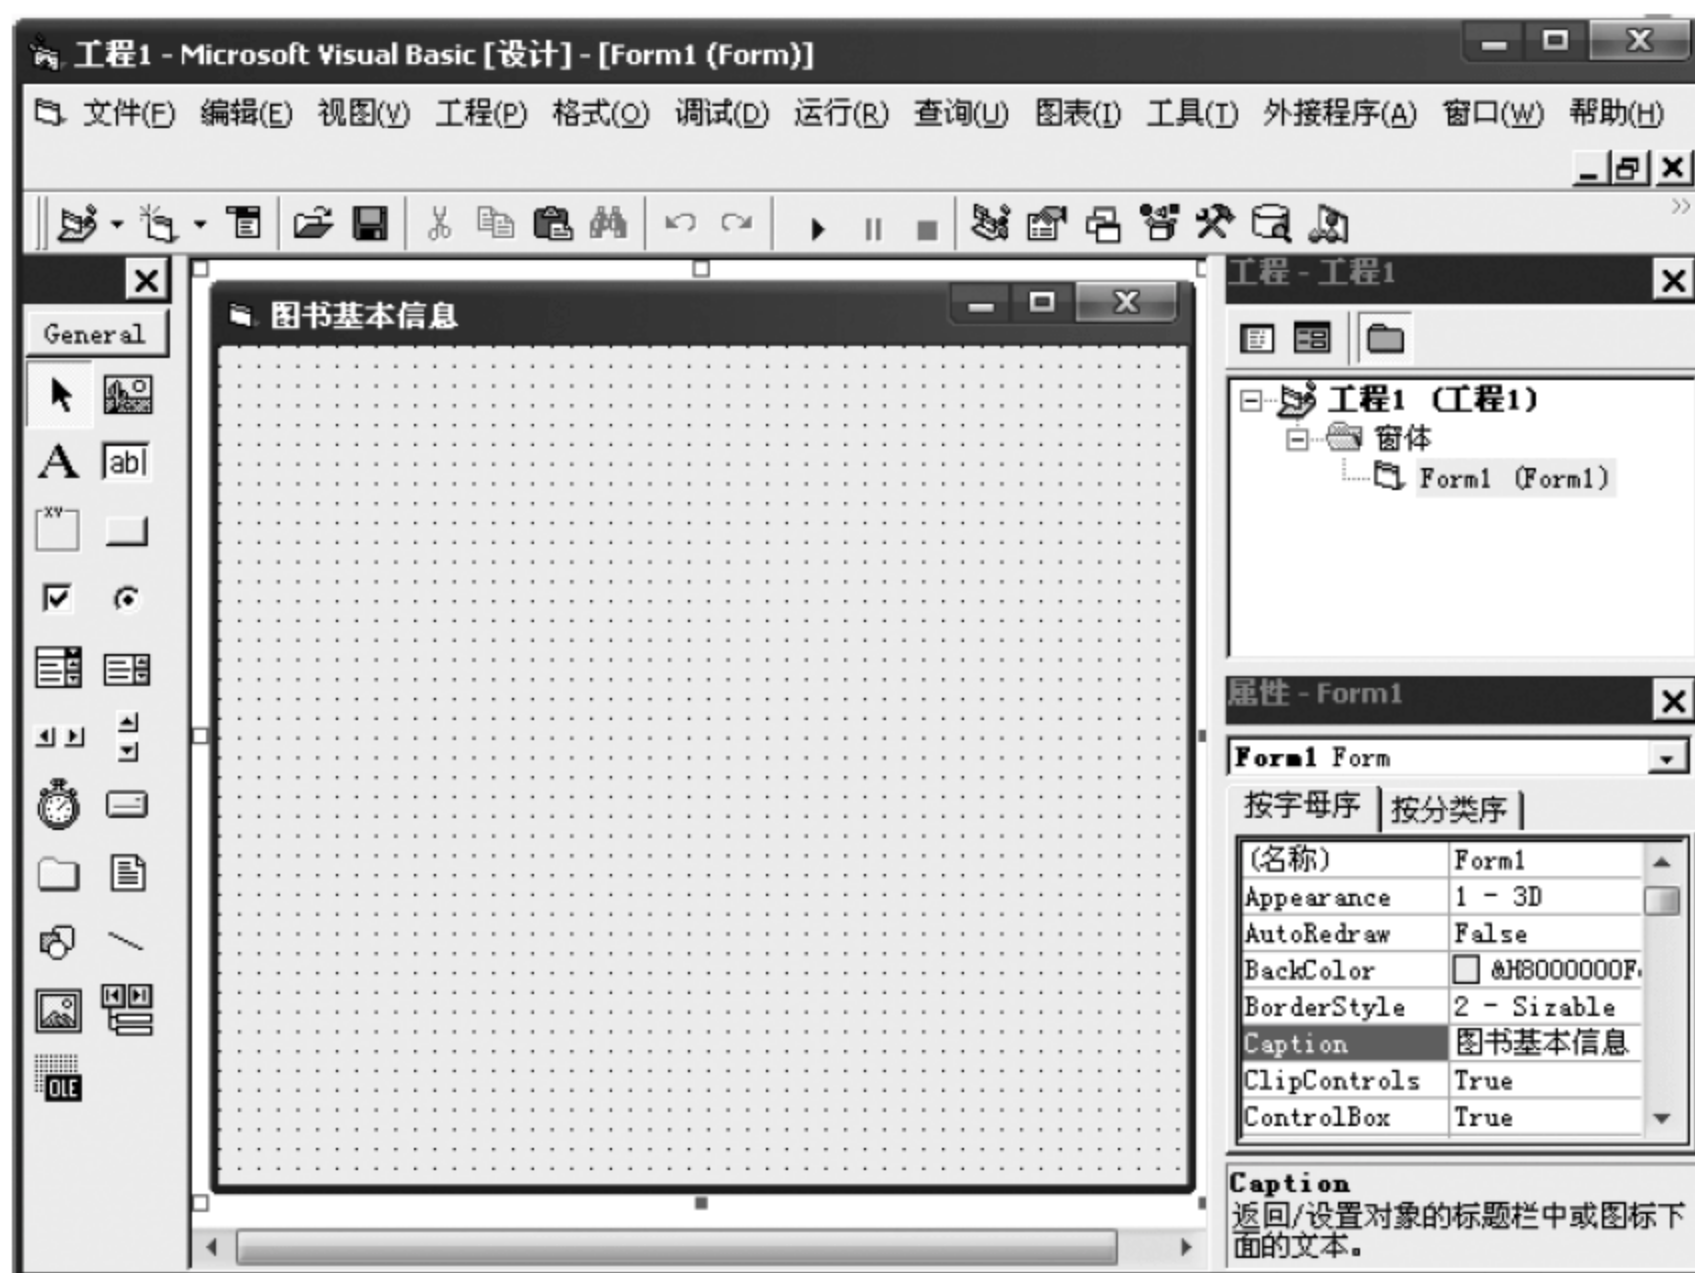 工程1 - Microsoft Visual Basic [设计] - [Form1 (Form)]
文件(F) 编辑(E) 视图(V) 工程(P) 格式(O) 调试(D) 运行(R) 查询(U) 图表(I) 工具(T) 外接程序(A) 窗口(W) 帮助(H)
General
A ab
XY
OLE
图书基本信息
工程 - 工程1
工程1 (工程1)
窗体
Form1 (Form1)
属性 - Form1
Form1 Form
按字母序 按分类序
(名称) Form1
Appearance 1 - 3D
AutoRedraw False
BackColor &H8000000F
BorderStyle 2 - Sizable
Caption 图书基本信息
ClipControls True
ControlBox True
Caption
返回/设置对象的标题栏中或图标下
面的文本。